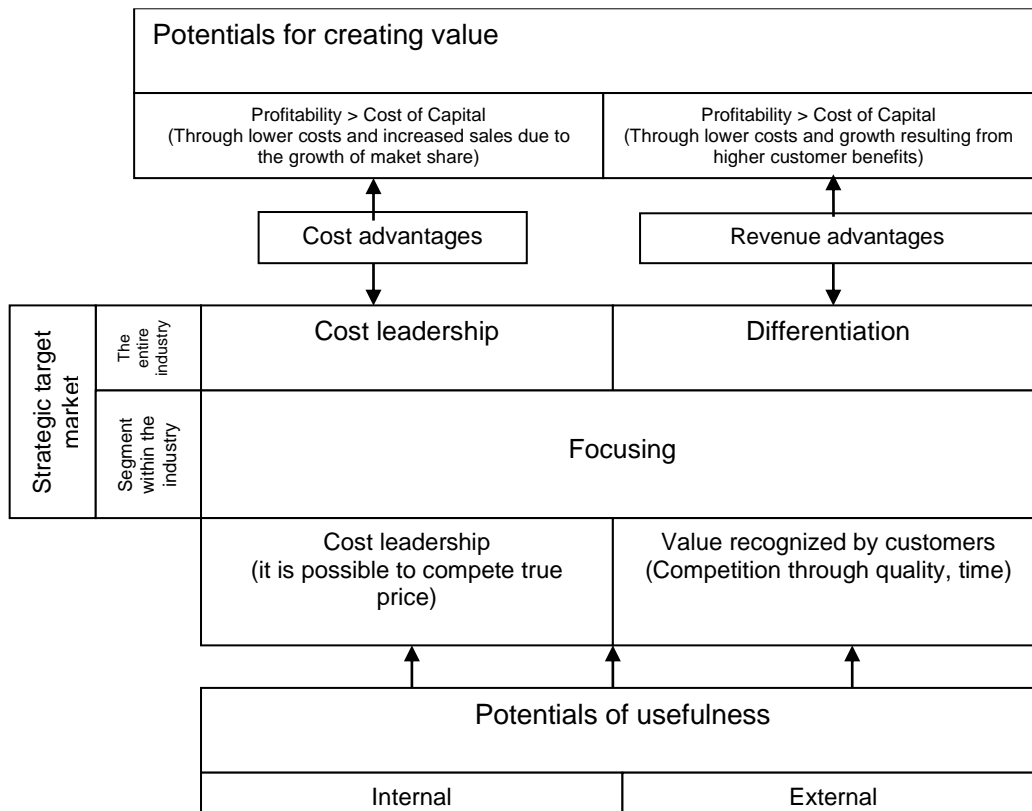 Potentials for creating value
Profitability > Cost of Capital
(Through lower costs and increased sales due to
the growth of maket share)
Profitability > Cost of Capital
(Through lower costs and growth resulting from
higher customer benefits)
Cost advantages
Revenue advantages
Strategic target
market
The
entire
industry
Cost leadership
Differentiation
Segment
within the
industry
Focusing
Cost leadership
(it is possible to compete true
price)
Value recognized by customers
(Competition through quality, time)
Potentials of usefulness
Internal
External